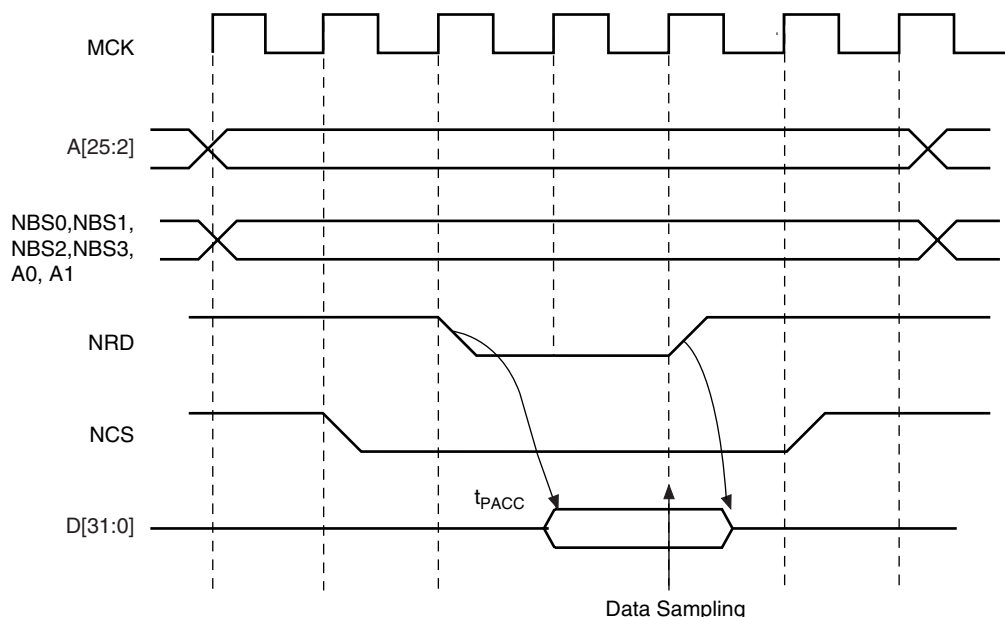 MCK
A[25:2]
NBS0,NBS1,
NBS2,NBS3,
A0, A1
NRD
NCS
tPACC
D[31:0]
Data Sampling